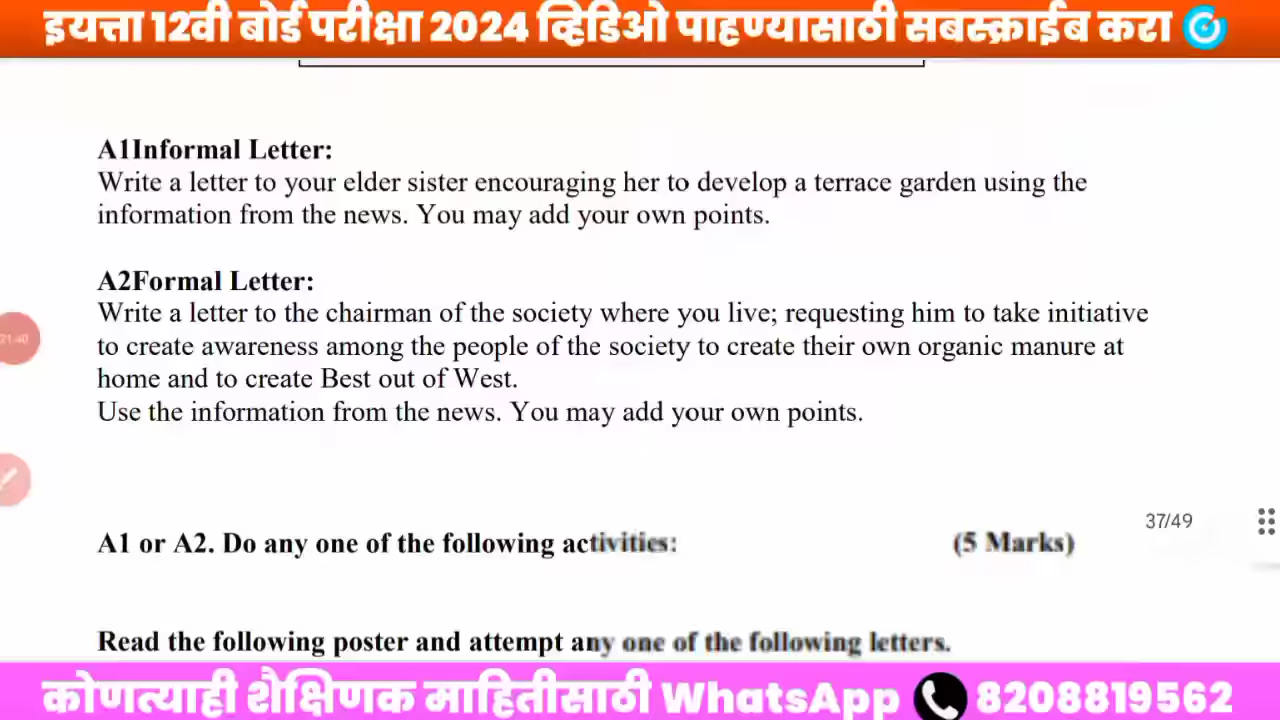 इयत्ता 12वी बोर्ड परीक्षा 2024 व्हिडिओ पाहण्यासाठी सबस्क्राईब करा
A1Informal Letter:
Write a letter to your elder sister encouraging her to develop a terrace garden using the
information from the news. You may add your own points.
A2Formal Letter:
Write a letter to the chairman of the society where you live; requesting him to take initiative
to create awareness among the people of the society to create their own organic manure at
home and to create Best out of West.
Use the information from the news. You may add your own points.
21:40
37/49
A1 or A2. Do any one of the following activities: (5 Marks)
Read the following poster and attempt any one of the following letters.
कोणत्याही शैक्षिणक माहितीसाठी WhatsApp 8208819562